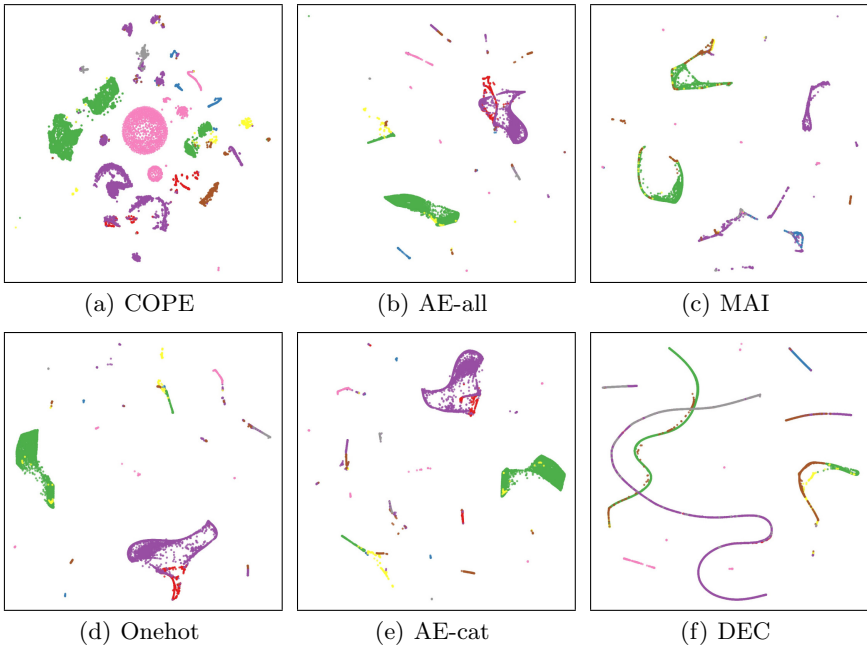 (a) COPE
(b) AE-all
(c) MAI
(d) Onehot
(e) AE-cat
(f) DEC